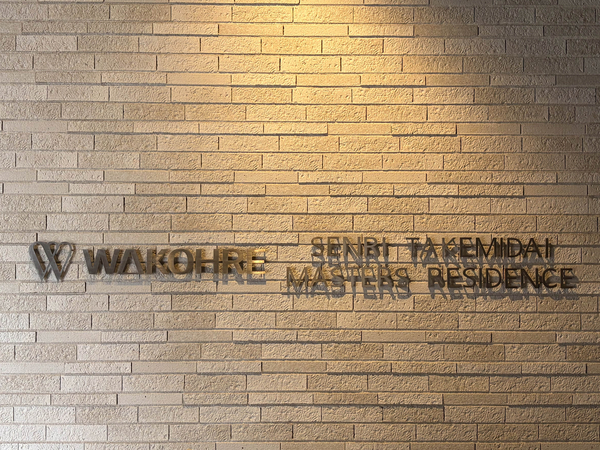 WAKOHRE
SENRI TAKEMIDAI
MASTERS RESIDENCE